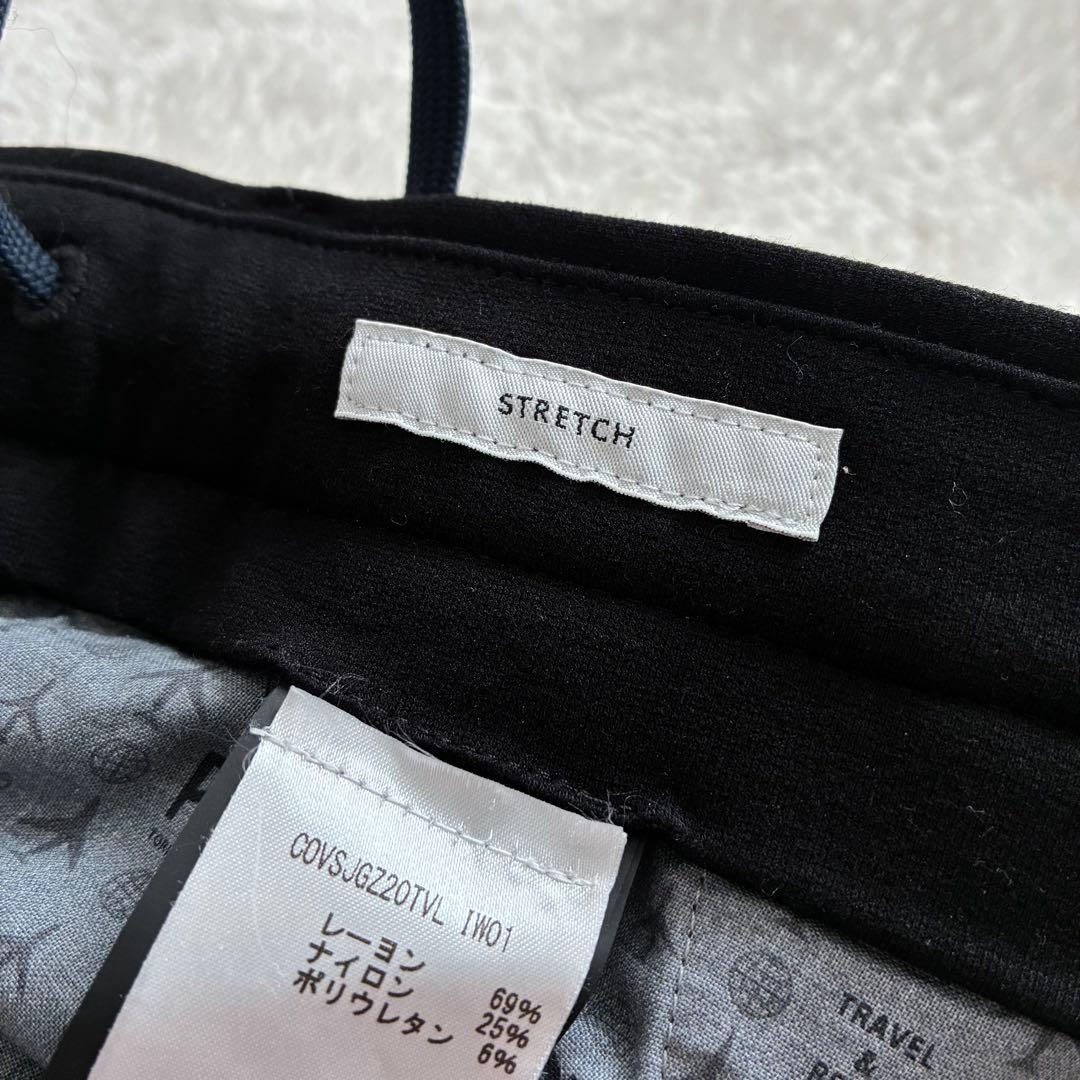 STRETCH
COVSJGZ20TVL IW01
レーヨン 69%
ナイロン 25%
ポリウレタン 6%
TRAVEL
&